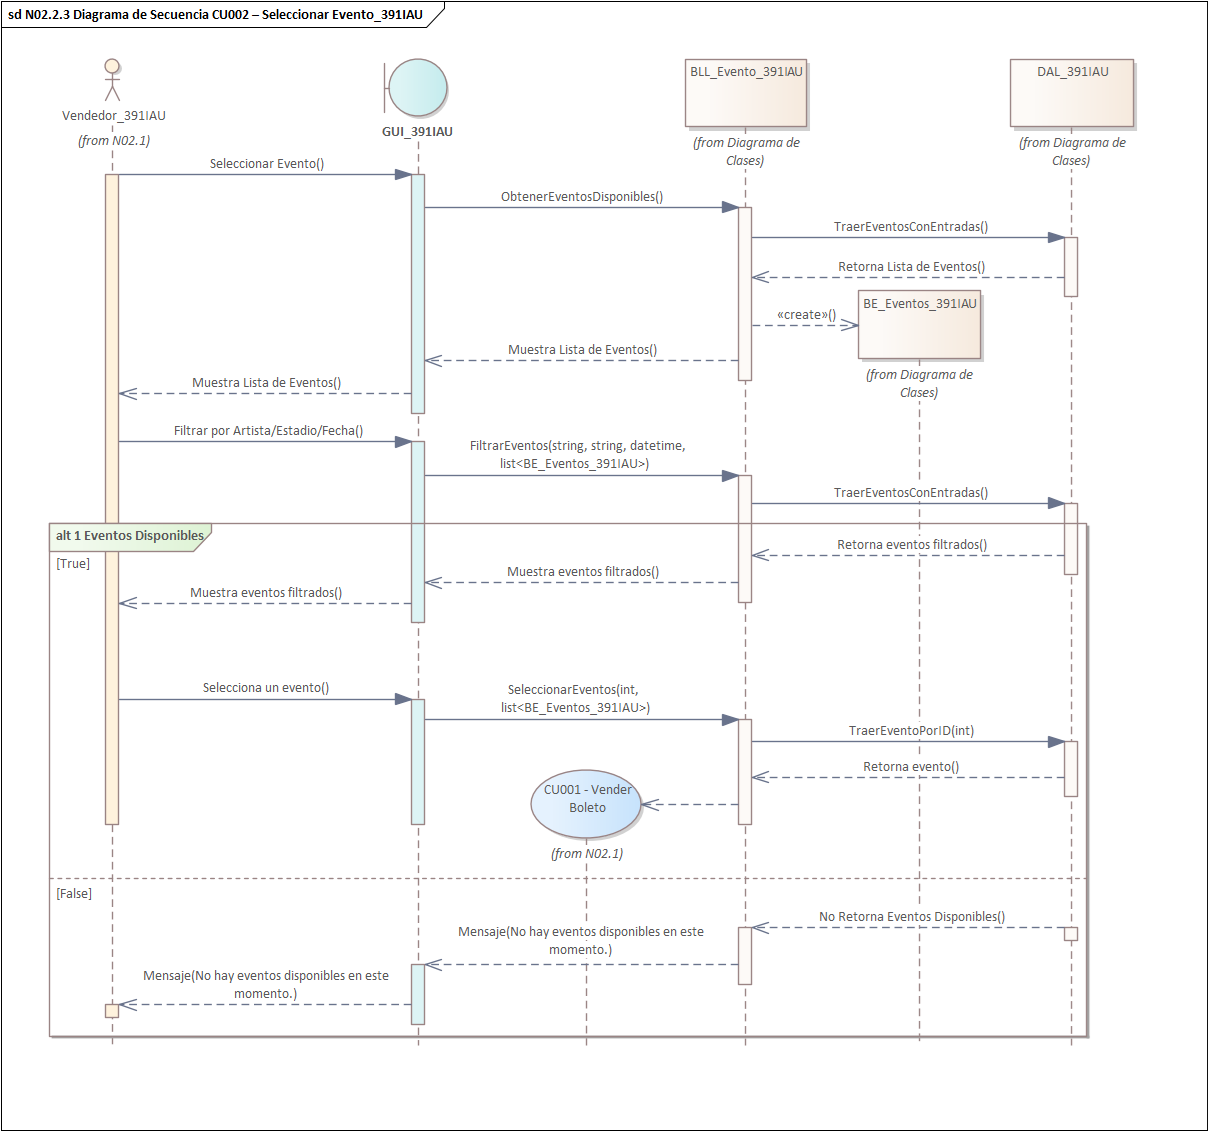 sd N02.2.3 Diagrama de Secuencia CU002 – Seleccionar Evento_391IAU
Vendedor_391IAU
(from N02.1)
GUI_391IAU
BLL_Evento_391IAU
(from Diagrama de
Clases)
DAL_391IAU
(from Diagrama de
Clases)
Seleccionar Evento()
ObtenerEventosDisponibles()
TraerEventosConEntradas()
Retorna Lista de Eventos()
BE_Eventos_391IAU
«create»()
(from Diagrama de
Clases)
Muestra Lista de Eventos()
Muestra Lista de Eventos()
Filtrar por Artista/Estadio/Fecha()
FiltrarEventos(string, string, datetime,
list<BE_Eventos_391IAU>)
TraerEventosConEntradas()
alt 1 Eventos Disponibles
[True]
Retorna eventos filtrados()
Muestra eventos filtrados()
Muestra eventos filtrados()
Selecciona un evento()
SeleccionarEventos(int,
list<BE_Eventos_391IAU>)
TraerEventoPorID(int)
Retorna evento()
CU001 - Vender
Boleto
(from N02.1)
[False]
No Retorna Eventos Disponibles()
Mensaje(No hay eventos disponibles en este
momento.)
Mensaje(No hay eventos disponibles en este
momento.)